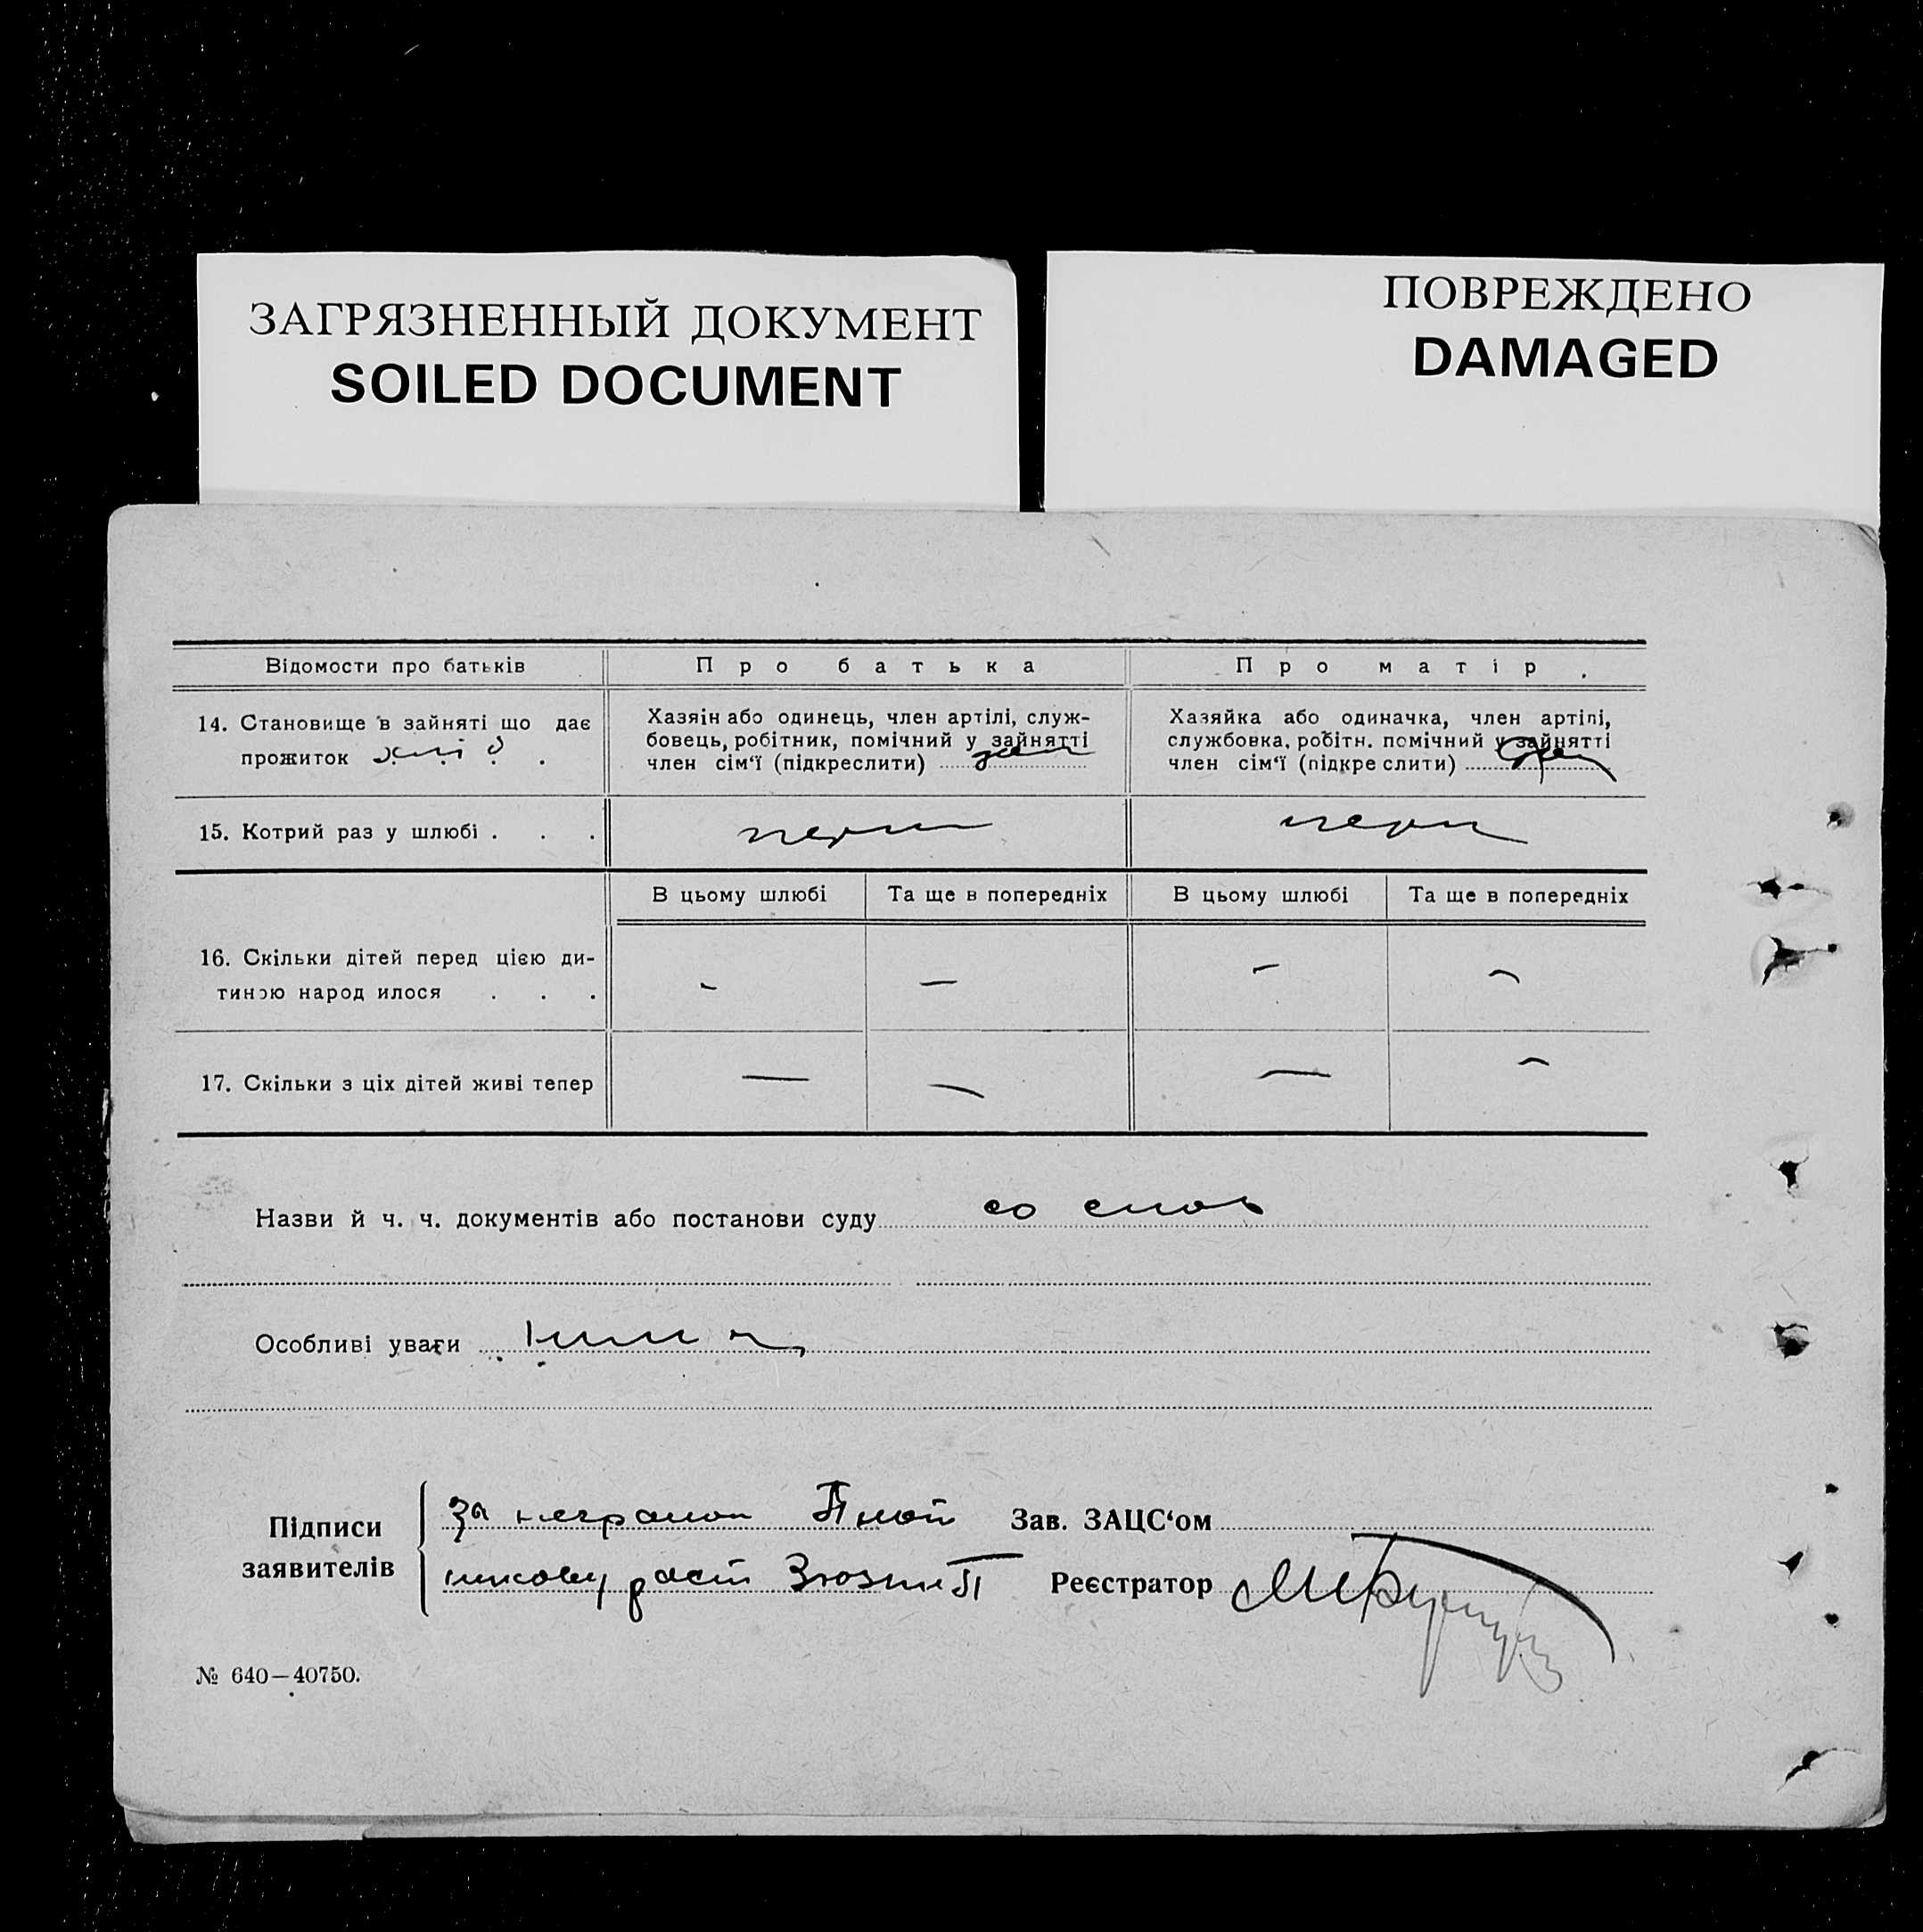 ЗАГРЯЗНЕННЫЙ ДОКУМЕНТ
SOILED DOCUMENT
ПОВРЕЖДЕНО
DAMAGED
Відомости про батьків
Про батька
Про матір
14. Становище в зайняті що дає
прожиток
Хазяін або одинець, член артілі, служ-
бовець, робітник, помічний у зайнятті
член сім‘ї (підкреслити)
Хазяйка або одиначка, член артілі,
службовка, робітн. помічний у зайнятті
член сім‘ї (підкреслити)
15. Котрий раз у шлюбі . . .
перш
перш
В цьому шлюбі
Та ще в попередніх
В цьому шлюбі
Та ще в попередніх
16. Скільки дітей перед цією ди-
тиною народилося . . .
– — – –
17. Скільки з ціх дітей живі тепер
— — — –
Назви й ч. ч. документів або постанови суду со слов
Особливі уваги
Підписи
заявителів
за
Зав. ЗАЦС‘ом
Реєстратор
№ 640—40750.